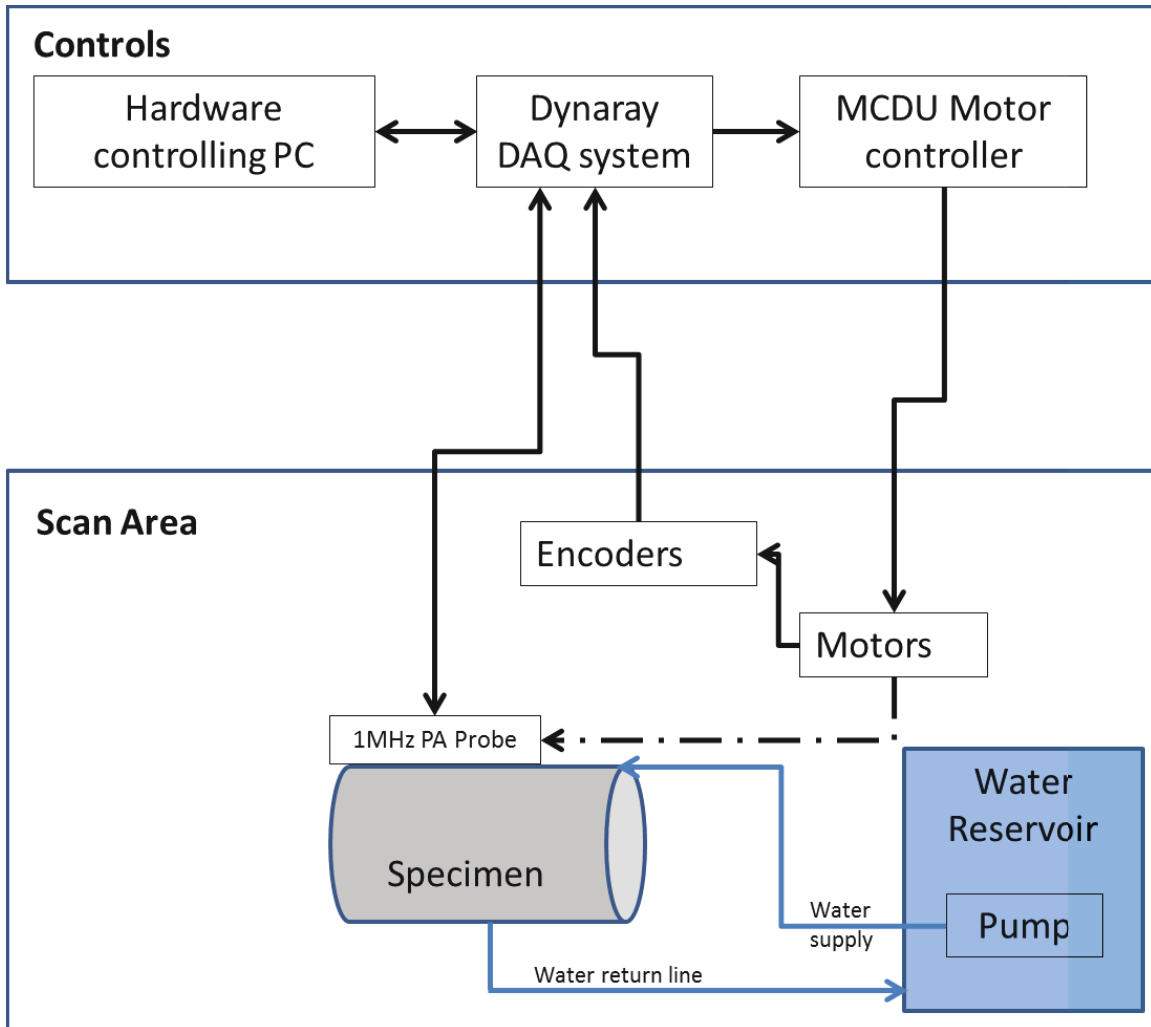 Controls
Hardware
controlling PC
Dynaray
DAQ system
MCDU Motor
controller
Scan Area
Encoders
Motors
1MHz PA Probe
Specimen
Water
Reservoir
Pump
Water
supply
Water return line